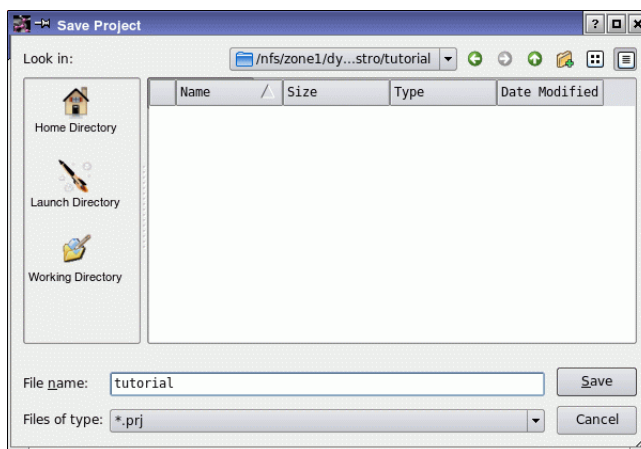 Save Project
Look in:
/nfs/zone1/dy...stro/tutorial
Name
Size
Type
Date Modified
Home Directory
Launch Directory
Working Directory
File name:
tutorial
Save
Files of type:
*.prj
Cancel